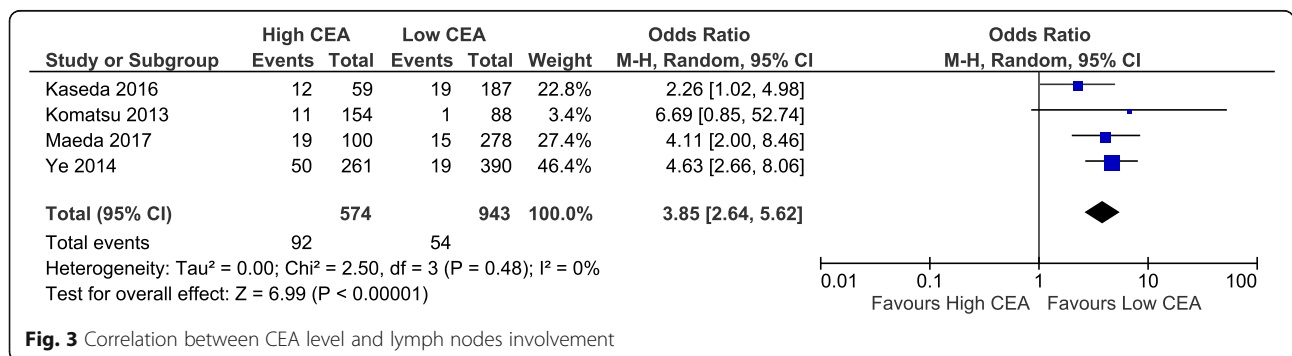 High CEA Low CEA Odds Ratio Odds Ratio
Study or Subgroup Events Total Events Total Weight M-H, Random, 95% CI M-H, Random, 95% CI
Kaseda 2016 12 59 19 187 22.8% 2.26 [1.02, 4.98]
Komatsu 2013 11 154 1 88 3.4% 6.69 [0.85, 52.74]
Maeda 2017 19 100 15 278 27.4% 4.11 [2.00, 8.46]
Ye 2014 50 261 19 390 46.4% 4.63 [2.66, 8.06]
Total (95% CI) 574 943 100.0% 3.85 [2.64, 5.62]
Total events 92 54
Heterogeneity: Tau² = 0.00; Chi² = 2.50, df = 3 (P = 0.48); I² = 0%
Test for overall effect: Z = 6.99 (P < 0.00001)
0.01 0.1 1 10 100
Favours High CEA Favours Low CEA
Fig. 3 Correlation between CEA level and lymph nodes involvement